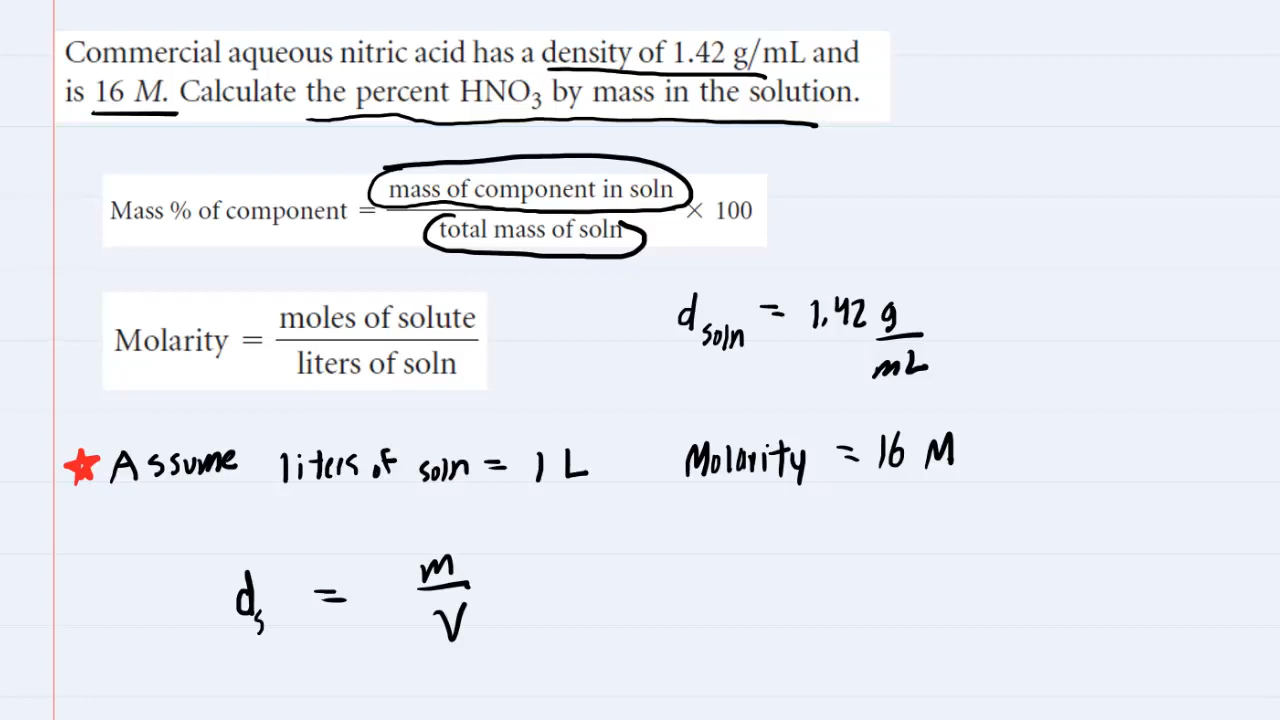 Commercial aqueous nitric acid has a density of 1.42 g/mL and
is 16 M. Calculate the percent HNO₃ by mass in the solution.
Mass % of component = mass of component in soln / total mass of soln × 100
Molarity = moles of solute / liters of soln
d soln = 1.42 g/mL
Assume liters of soln = 1 L
Molarity = 16 M
dₛ = m/V